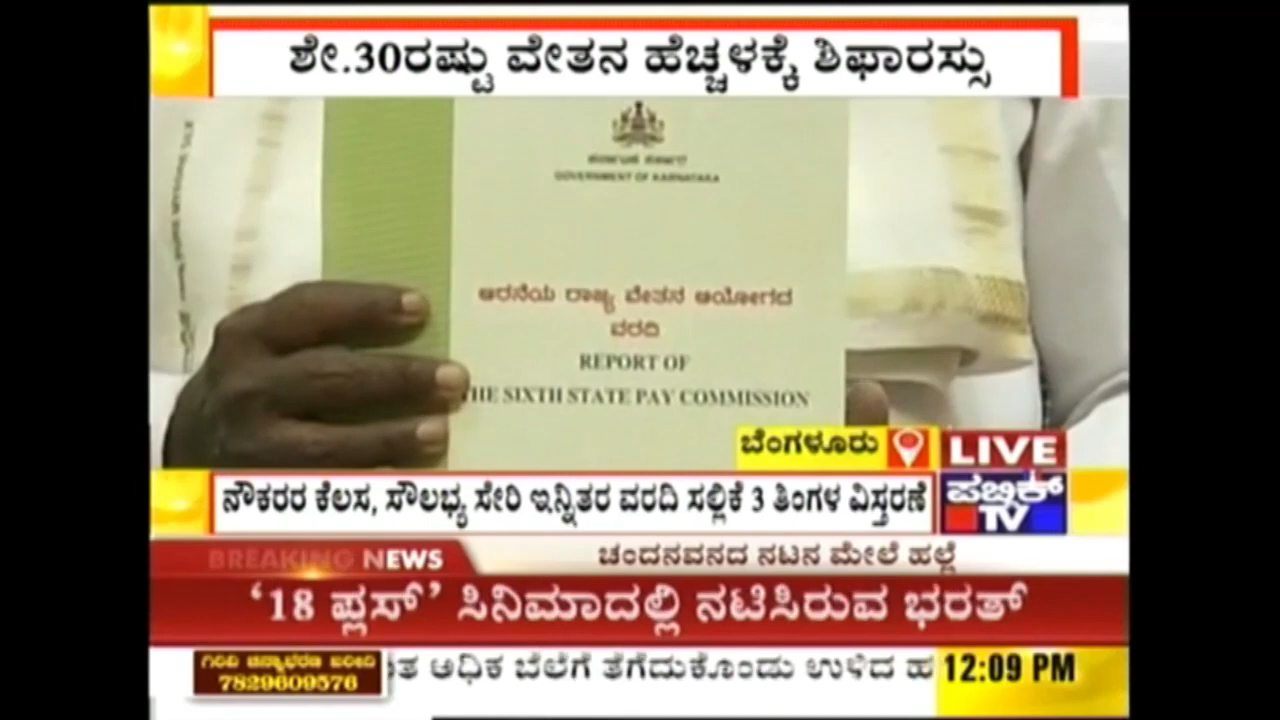 ಶೇ.30ರಷ್ಟು ವೇತನ ಹೆಚ್ಚಳಕ್ಕೆ ಶಿಫಾರಸ್ಸು
ಕರ್ನಾಟಕ ಸರ್ಕಾರ
GOVERNMENT OF KARNATAKA
ಆರನೆಯ ರಾಜ್ಯ ವೇತನ ಆಯೋಗದ
ವರದಿ
REPORT OF
THE SIXTH STATE PAY COMMISSION
ಬೆಂಗಳೂರು LIVE
ನೌಕರರ ಕೆಲಸ, ಸೌಲಭ್ಯ ಸೇರಿ ಇನ್ನಿತರ ವರದಿ ಸಲ್ಲಿಕೆ 3 ತಿಂಗಳ ವಿಸ್ತರಣೆ
ಪಬ್ಲಿಕ್ TV
BREAKING NEWS ಚಂದನವನದ ನಟನ ಮೇಲೆ ಹಲ್ಲೆ
‘18 ಪ್ಲಸ್’ ಸಿನಿಮಾದಲ್ಲಿ ನಟಿಸಿರುವ ಭರತ್
ಗಿರಿವಿ ಚಿನ್ನಾಭರಣ ಖರೀದಿ
7829609576
ಅಧಿಕ ಬೆಲೆಗೆ ತೆಗೆದುಕೊಂಡು ಉಳಿದ ಹ 12:09 PM